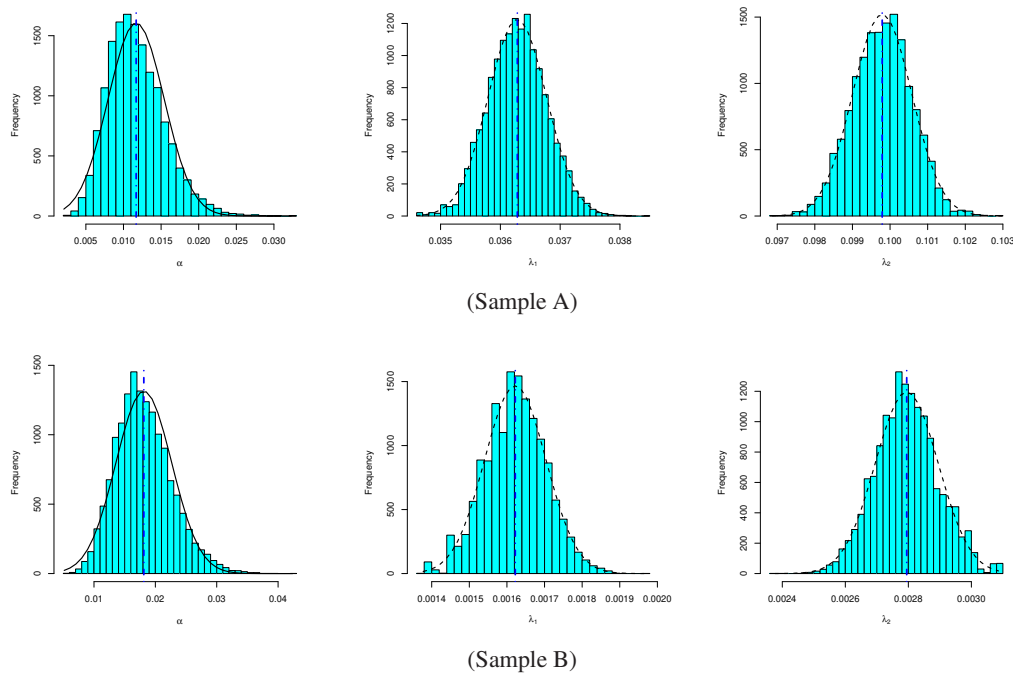 Frequency
0 500 1000 1500
0.005 0.010 0.015 0.020 0.025 0.030
α
Frequency
0 200 400 600 800 1000 1200
0.035 0.036 0.037 0.038
λ₁
Frequency
0 500 1000 1500
0.097 0.098 0.099 0.100 0.101 0.102 0.103
λ₂
(Sample A)
Frequency
0 500 1000 1500
0.01 0.02 0.03 0.04
α
Frequency
0 500 1000 1500
0.0014 0.0015 0.0016 0.0017 0.0018 0.0019 0.0020
λ₁
Frequency
0 200 400 600 800 1000 1200
0.0024 0.0026 0.0028 0.0030
λ₂
(Sample B)